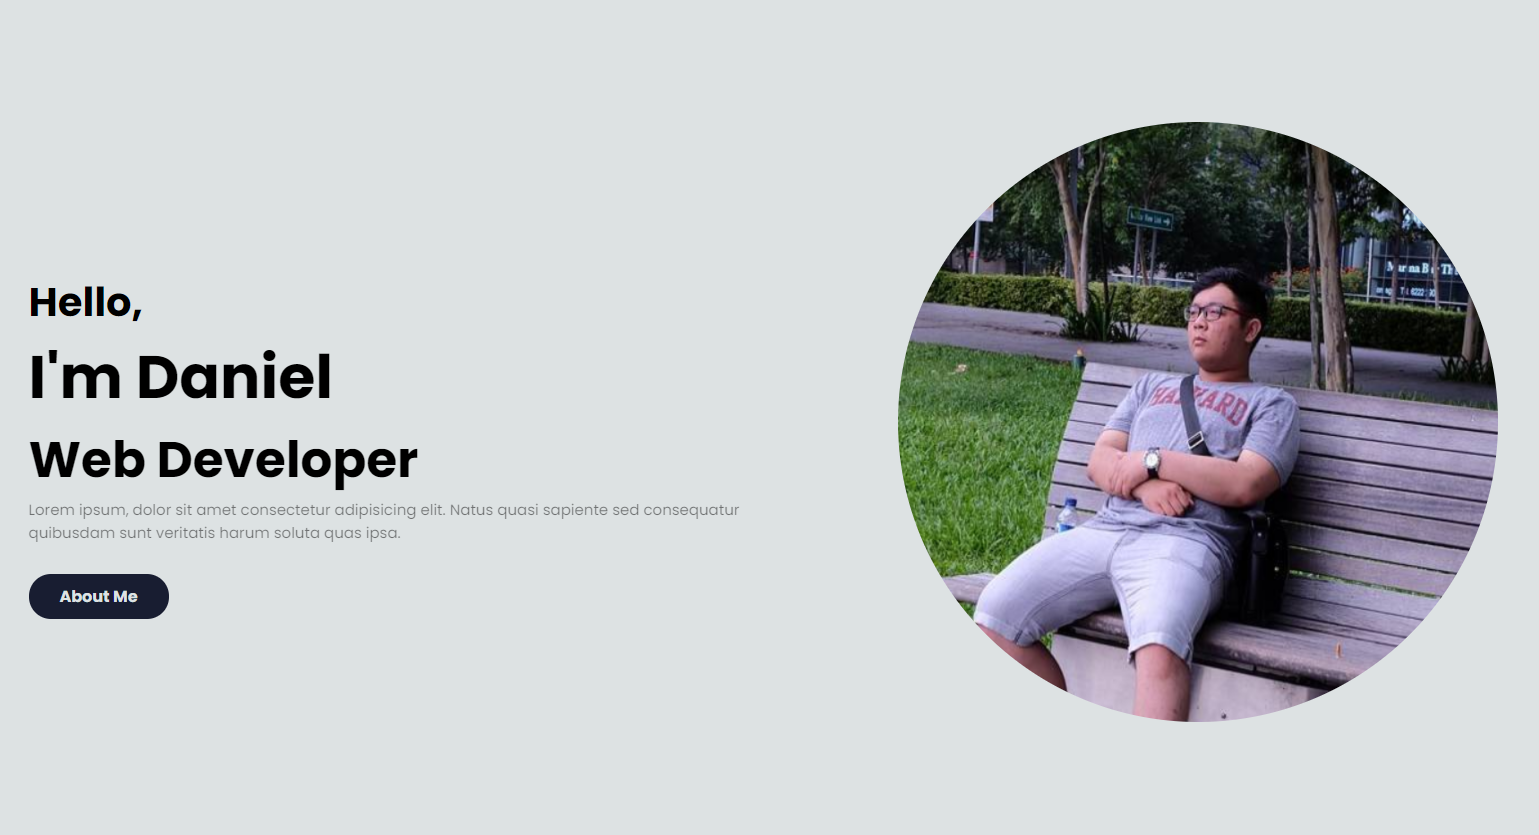 Hello,
I'm Daniel
Web Developer
Lorem ipsum, dolor sit amet consectetur adipisicing elit. Natus quasi sapiente sed consequatur
quibusdam sunt veritatis harum soluta quas ipsa.
About Me
HARVARD